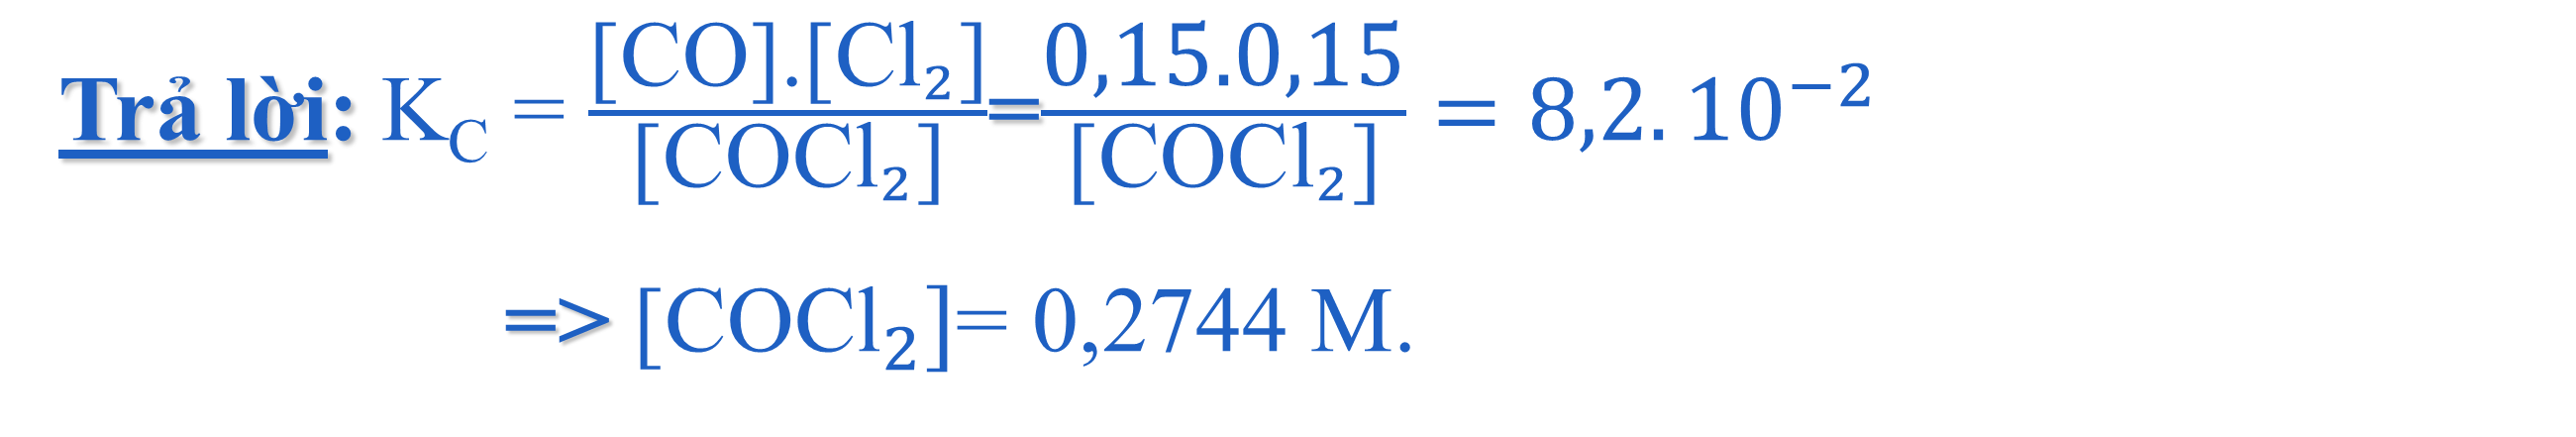 Trả lời: K_C = [CO].[Cl₂]/[COCl₂] = 0,15.0,15/[COCl₂] = 8,2. 10⁻²
=> [COCl₂]= 0,2744 M.